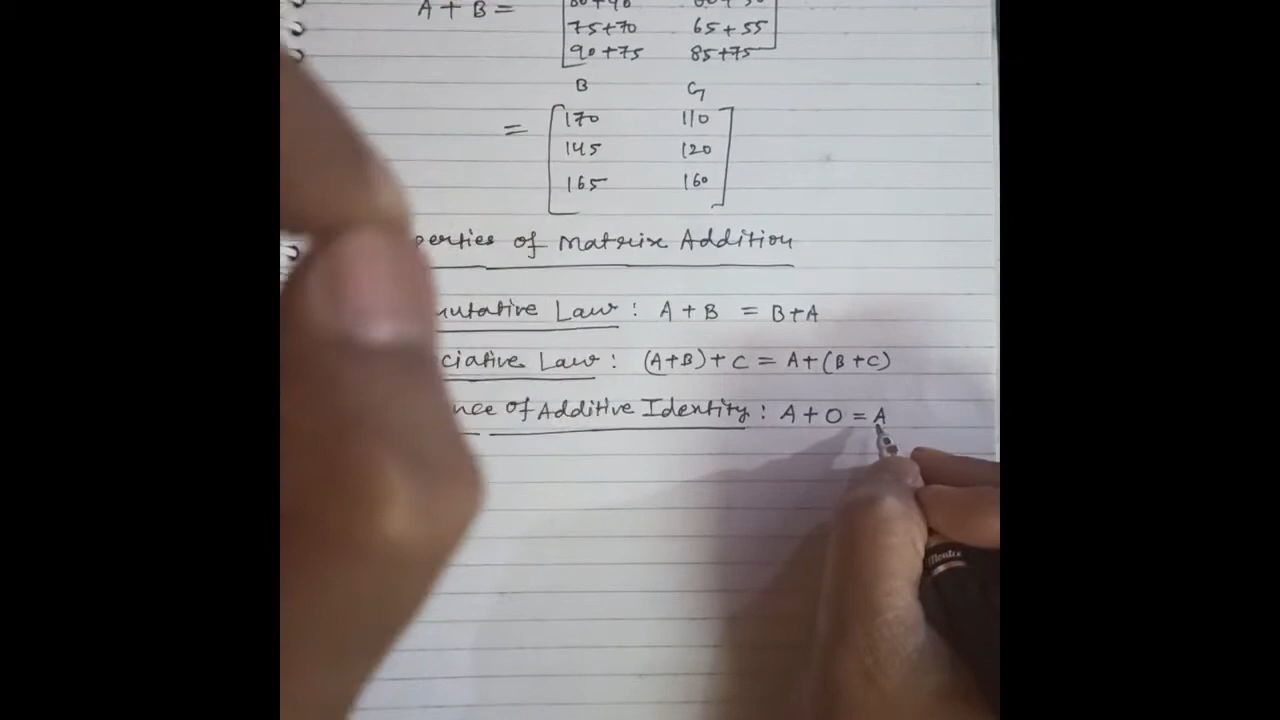 A + B =
75+70 65+55
90+75 85+75
B G
= 170 110
145 120
165 160
perties of Matrix Addition
mutative Law : A + B = B+A
ciative Law : (A+B) + C = A+(B+C)
nce of Additive Identity : A + O = A